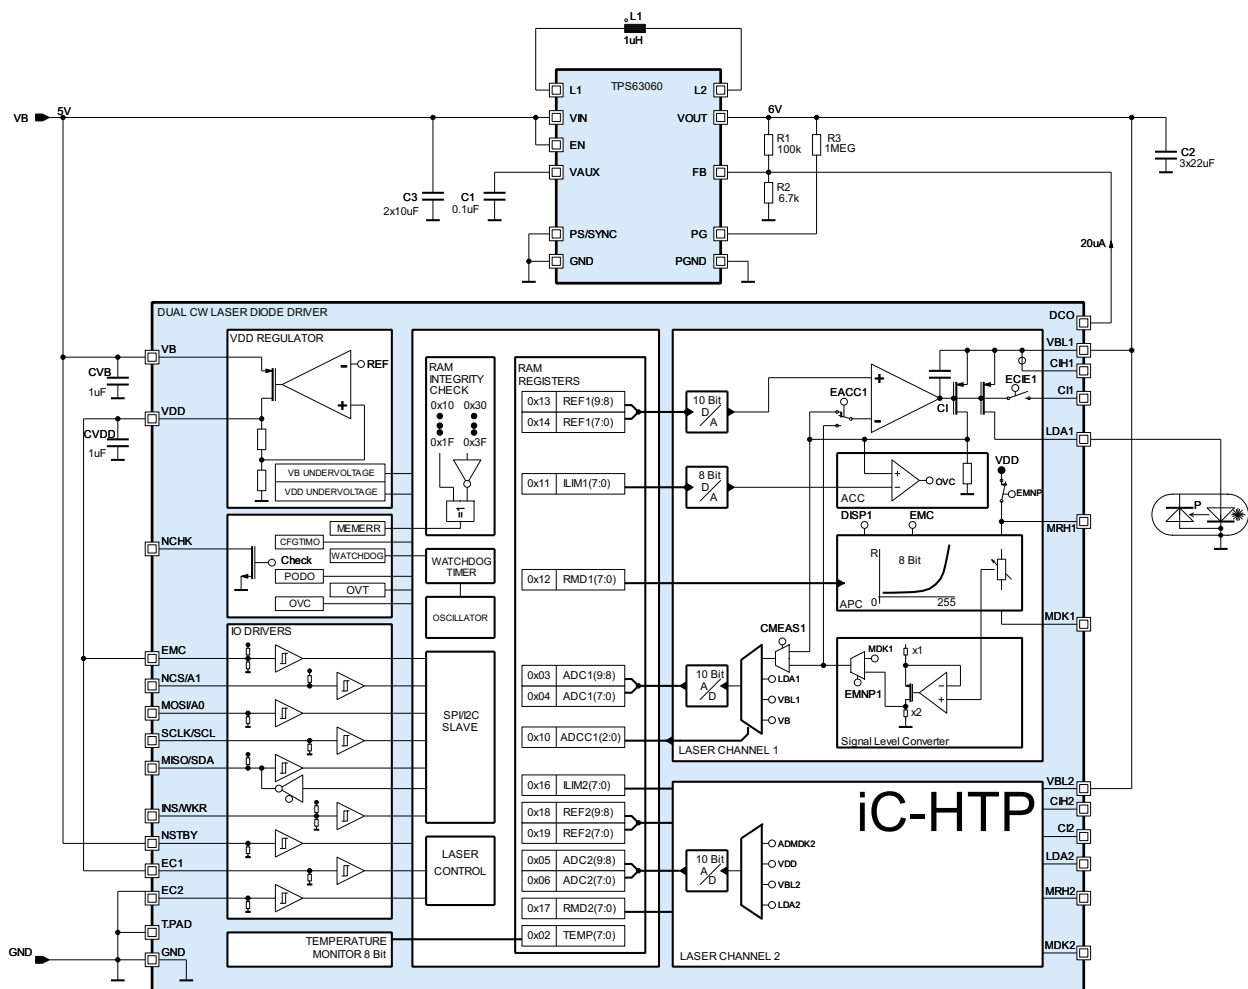 L1
1uH
TPS63060
L1
L2
VB
5V
VIN
VOUT
6V
EN
R1
100k
R3
1MEG
C2
3x22uF
VAUX
FB
C3
2x10uF
C1
0.1uF
R2
6.7k
PS/SYNC
PG
20uA
GND
PGND
DUAL CW LASER DIODE DRIVER
DCO
VB
VDD REGULATOR
VBL1
CVB
1uF
REF
RAM
INTEGRITY
CHECK
RAM
REGISTERS
CIH1
0x10
0x30
0x13
REF1(9:8)
10 Bit
D
A
EACC1
ECIE1
CI1
CI
VDD
0x14
REF1(7:0)
0x1F
0x3F
CVDD
1uF
LDA1
VB UNDERVOLTAGE
VDD UNDERVOLTAGE
0x11
ILIM1(7:0)
8 Bit
D
A
OVC
ACC
VDD
EMNP
=1
P
DISP1
EMC
MRH1
MEMERR
CFGTIMO
NCHK
WATCHDOG
Check
PODO
OVT
OVC
WATCHDOG
TIMER
OSCILLATOR
0x12
RMD1(7:0)
R
8 Bit
0
255
APC
MDK1
IO DRIVERS
CMEAS1
EMC
MDK1
x1
NCS/A1
0x03
ADC1(9:8)
10 Bit
A
D
LDA1
EMNP1
0x04
ADC1(7:0)
MOSI/A0
VBL1
x2
SPI/I2C
SLAVE
SCLK/SCL
0x10
ADCC1(2:0)
VB
LASER CHANNEL 1
Signal Level Converter
MISO/SDA
0x16
ILIM2(7:0)
VBL2
iC-HTP
INS/WKR
0x18
REF2(9:8)
CIH2
0x19
REF2(7:0)
NSTBY
CI2
LASER
CONTROL
ADMDK2
EC1
0x05
ADC2(9:8)
10 Bit
A
D
VDD
LDA2
0x06
ADC2(7:0)
EC2
VBL2
0x17
RMD2(7:0)
LDA2
MRH2
T.PAD
0x02
TEMP(7:0)
TEMPERATURE
MONITOR 8 Bit
GND
GND
LASER CHANNEL 2
MDK2